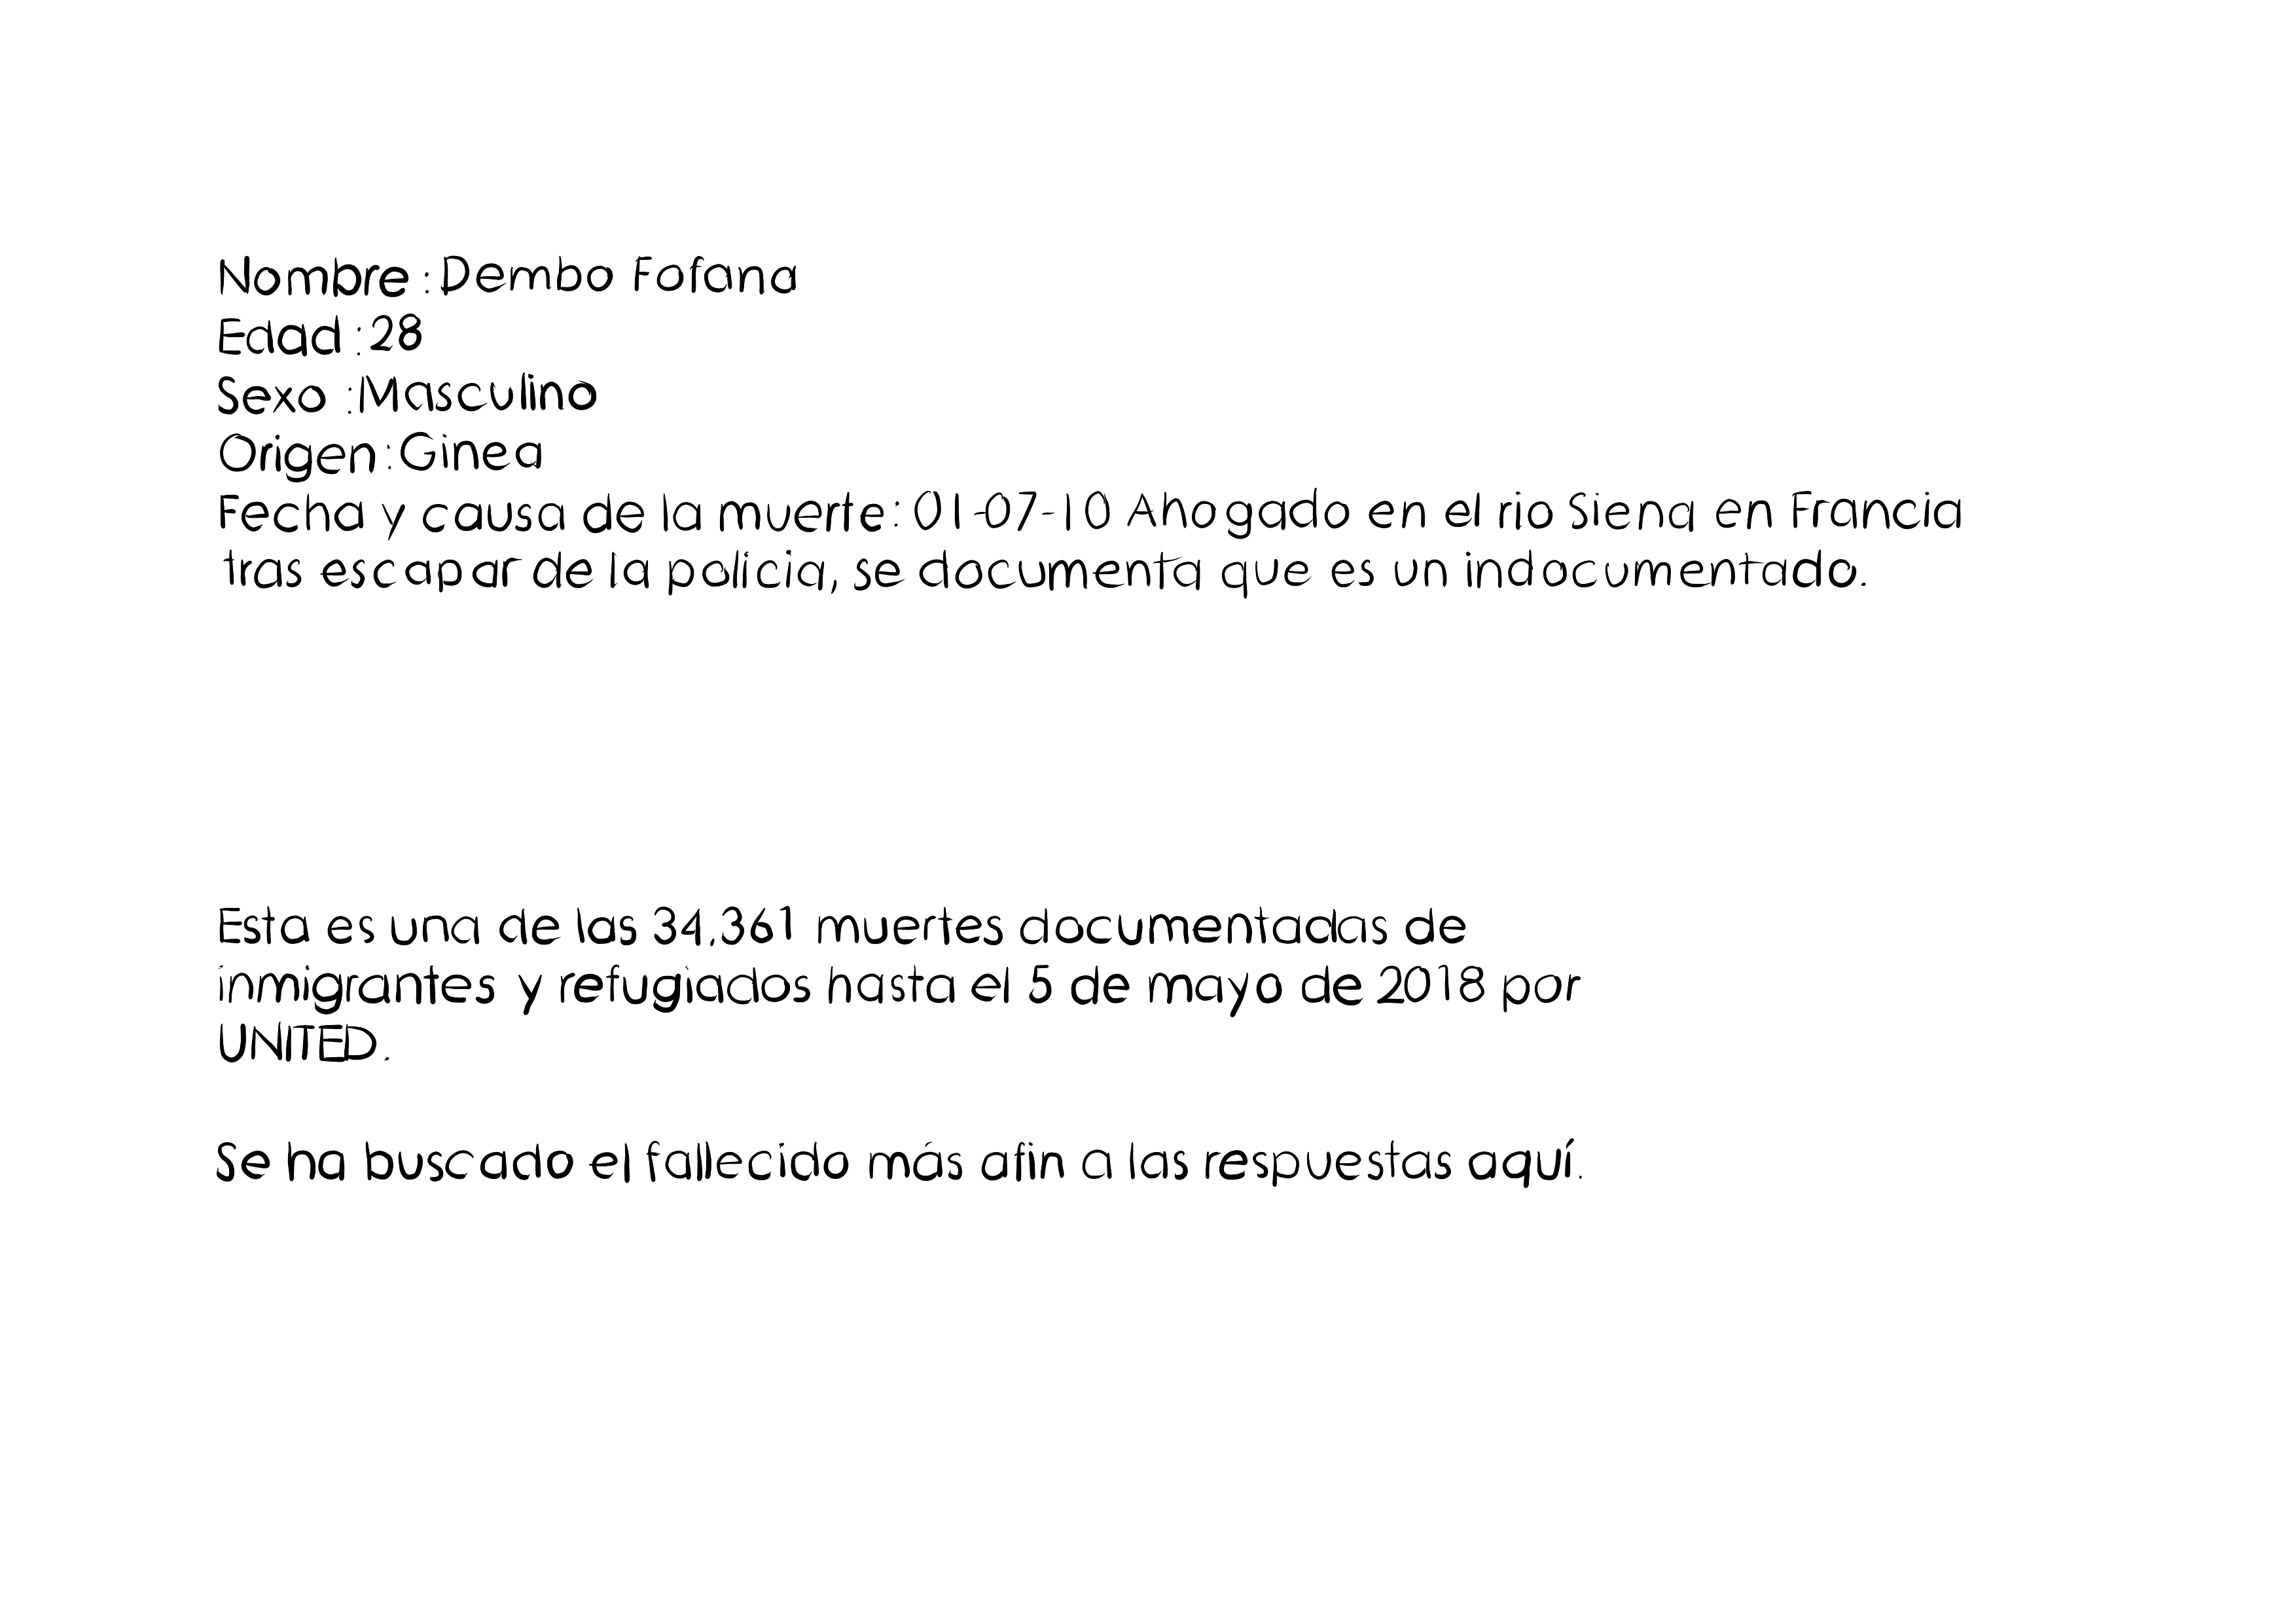 Nombre :Dembo Fofana
Edad :28
Sexo :Masculino
Origen:Ginea
Fecha y causa de la muerte: 01-07-10 Ahogado en el rio Siena en Francia
tras escapar de la policia, se documenta que es un indocumentado.
Esta es una de las 34,361 muertes documentadas de
inmigrantes y refugiados hasta el 5 de mayo de 2018 por
UNITED.
Se ha buscado el fallecido más afin a las respuestas aquí.